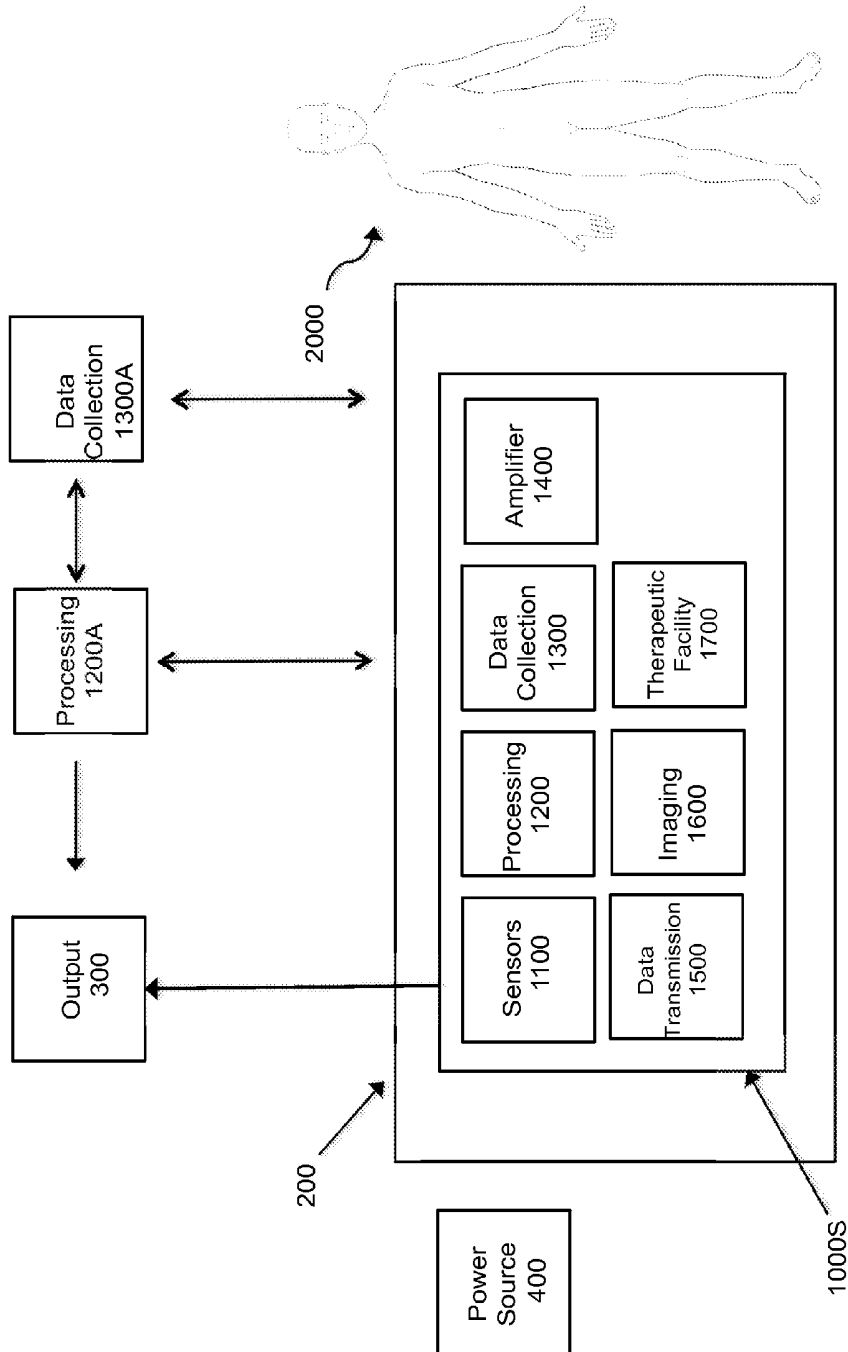 Output
300
Processing
1200A
Data
Collection
1300A
200
2000
Power
Source
400
Sensors
1100
Processing
1200
Data
Collection
1300
Amplifier
1400
Data
Transmission
1500
Imaging
1600
Therapeutic
Facility
1700
1000S